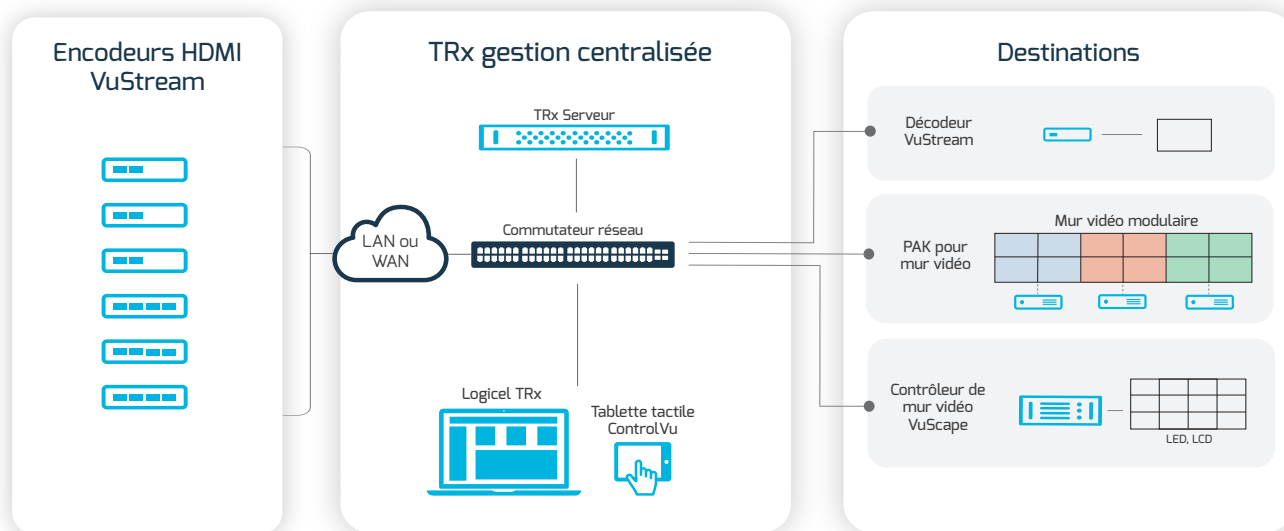 Encodeurs HDMI
VuStream
TRx gestion centralisée
TRx Serveur
LAN ou
WAN
Commutateur réseau
Logiciel TRx
Tablette tactile
ControlVu
Destinations
Décodeur
VuStream
PAK pour
mur vidéo
Mur vidéo modulaire
Contrôleur de
mur vidéo
VuScape
LED, LCD